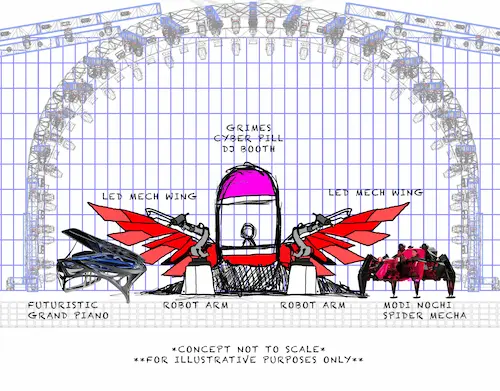 GRIMES
CYBER PILL
DJ BOOTH
LED MECH WING
LED MECH WING
FUTURISTIC
GRAND PIANO
ROBOT ARM
ROBOT ARM
MODI NOCHI
SPIDER MECHA
*CONCEPT NOT TO SCALE*
**FOR ILLUSTRATIVE PURPOSES ONLY**